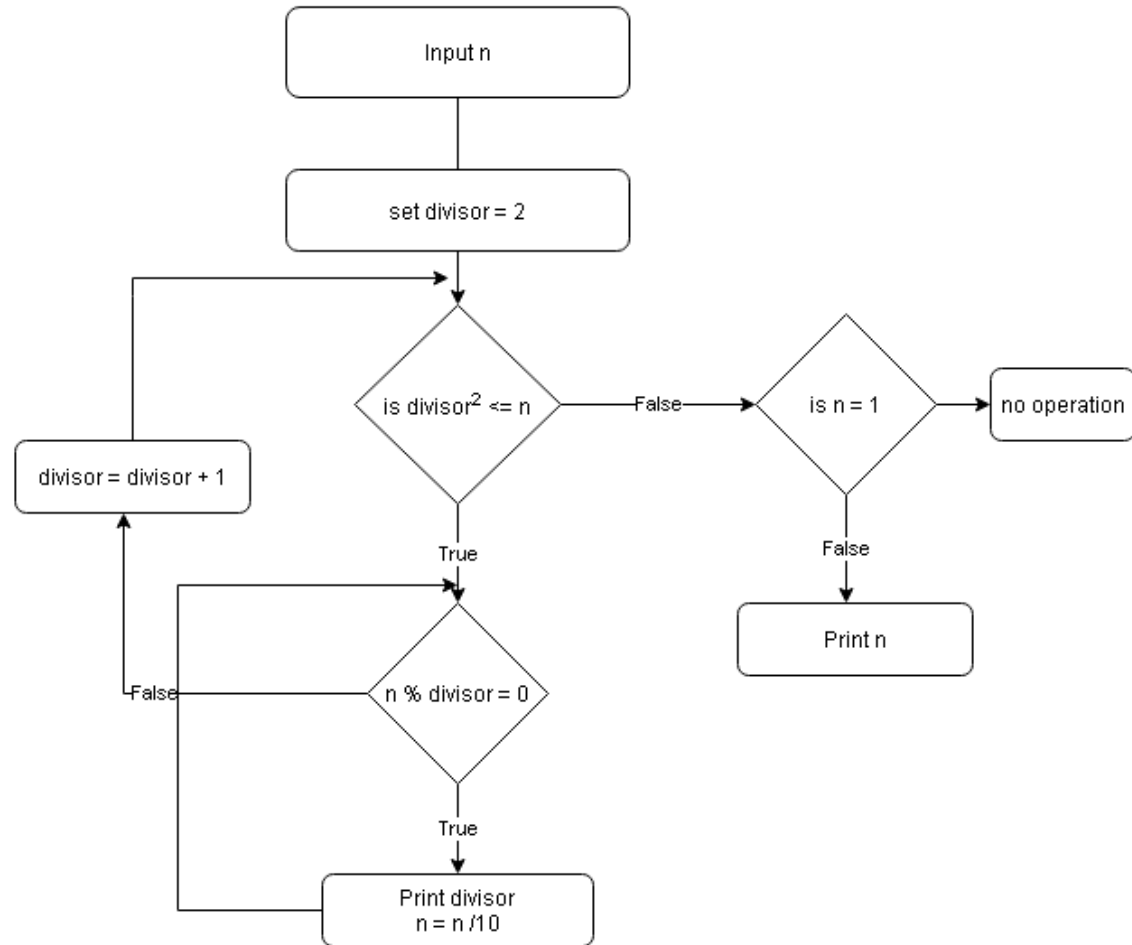 Input n
set divisor = 2
is divisor² <= n
False
is n = 1
no operation
divisor = divisor + 1
True
False
Print n
False
n % divisor = 0
True
Print divisor
n = n /10